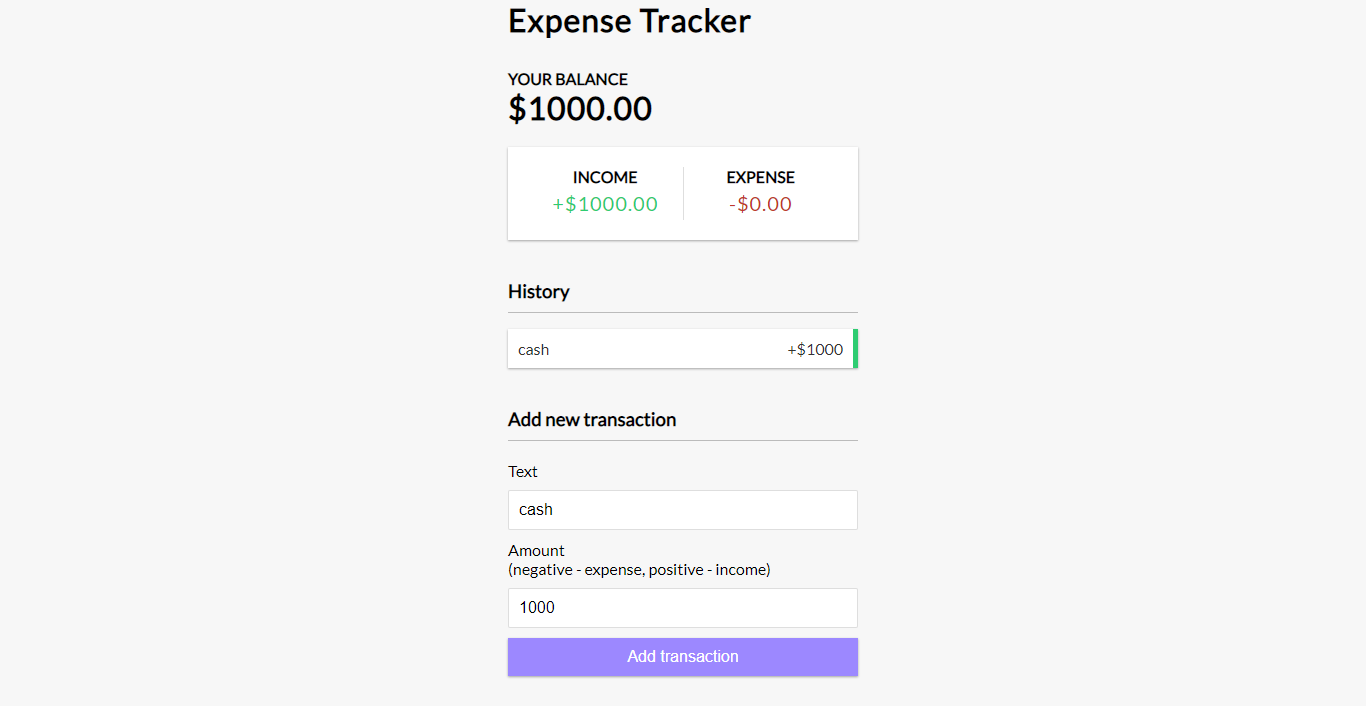 Expense Tracker
YOUR BALANCE
$1000.00
INCOME EXPENSE
+$1000.00 -$0.00
History
cash +$1000
Add new transaction
Text
cash
Amount
(negative - expense, positive - income)
1000
Add transaction